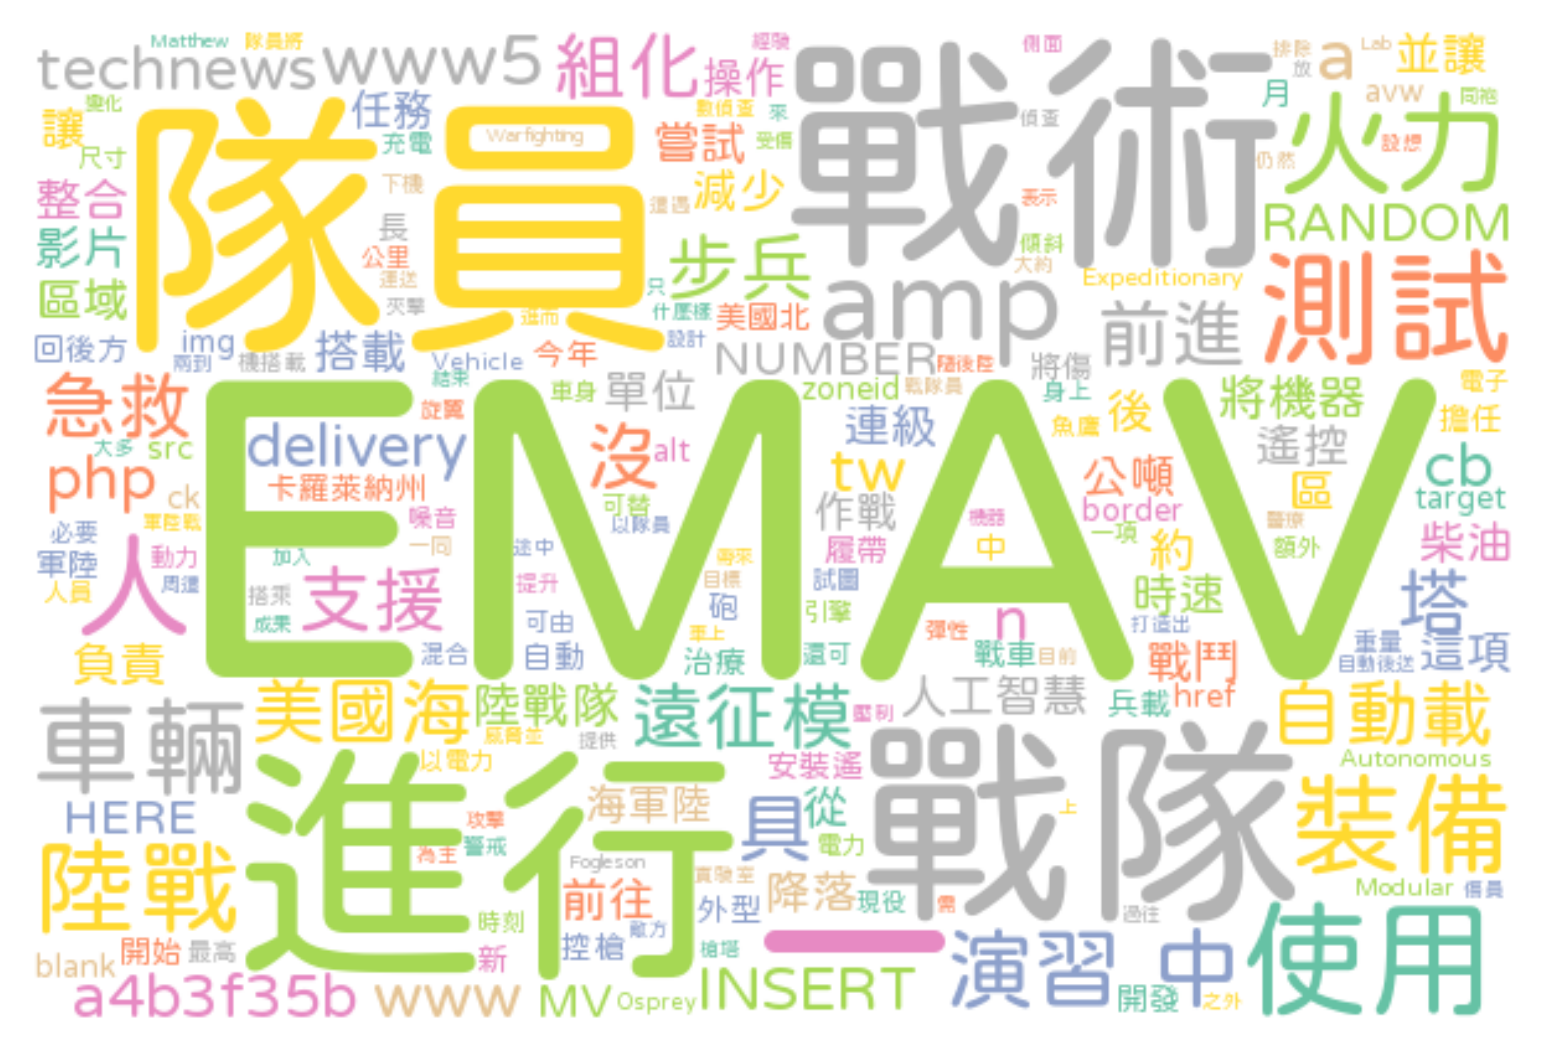 Matthew 隊員將 經驗 側面
technews www5 組化 操作 戰術 排除 放 a Lab 並讓
變化 讓 隊員 任務 數偵查 來 月 avw 同袍
尺寸 充電 Warfighting 嘗試 受傷 偵查 火力 設想
整合 下機 遭遇 減少 表示 仍然
影片 長 步兵 傾斜 RANDOM
區域 公里 運送 夾擊 只 amp 大約 Expeditionary 測試
進而 什麼樣 美國北 前進
回後方 img 兩到 機搭載 搭載 Vehicle 今年 設計 NUMBER 隨後陸 將傷
急救 結束 車身 單位 zoneid 戰隊員 身上 將機器 電子
大多 src 旋翼 EMAV delivery 沒 alt 連級 魚鷹 後 遙控 擔任
php ck 卡羅萊納州 tw 公噸 區 cb
可替 作戰 border target
必要 軍陸戰 噪音 以隊員 機器 一項 醫療
軍陸 人 動力 加入 一同 途中 帶來 履帶 中 約 額外 柴油
人員 周遭 搭乘 支援 提升 目標 試圖 時速 塔
成果 可由 砲 引擎 彈性 n 打造出
負責 混合 自動 車上 治療 還可 戰車 目前 戰鬥 重量 自動後送 這項
車輛 美國海 陸戰隊 遠征模 壓制 人工智慧 兵載 href 自動載
威脅並 提供
進行 以電力 安裝遙 戰隊 Autonomous
HERE 攻擊 海軍陸 具 從 上 裝備
陸戰 為主 警戒 Fogleson 電力
前往 實驗室 降落 現役 需 Modular 傷員
時刻 敵方 外型 過往 使用
blank 開始 最高 新 控槍 槍塔 一 演習 中
a4b3f35b www MV Osprey INSERT 開發 之外